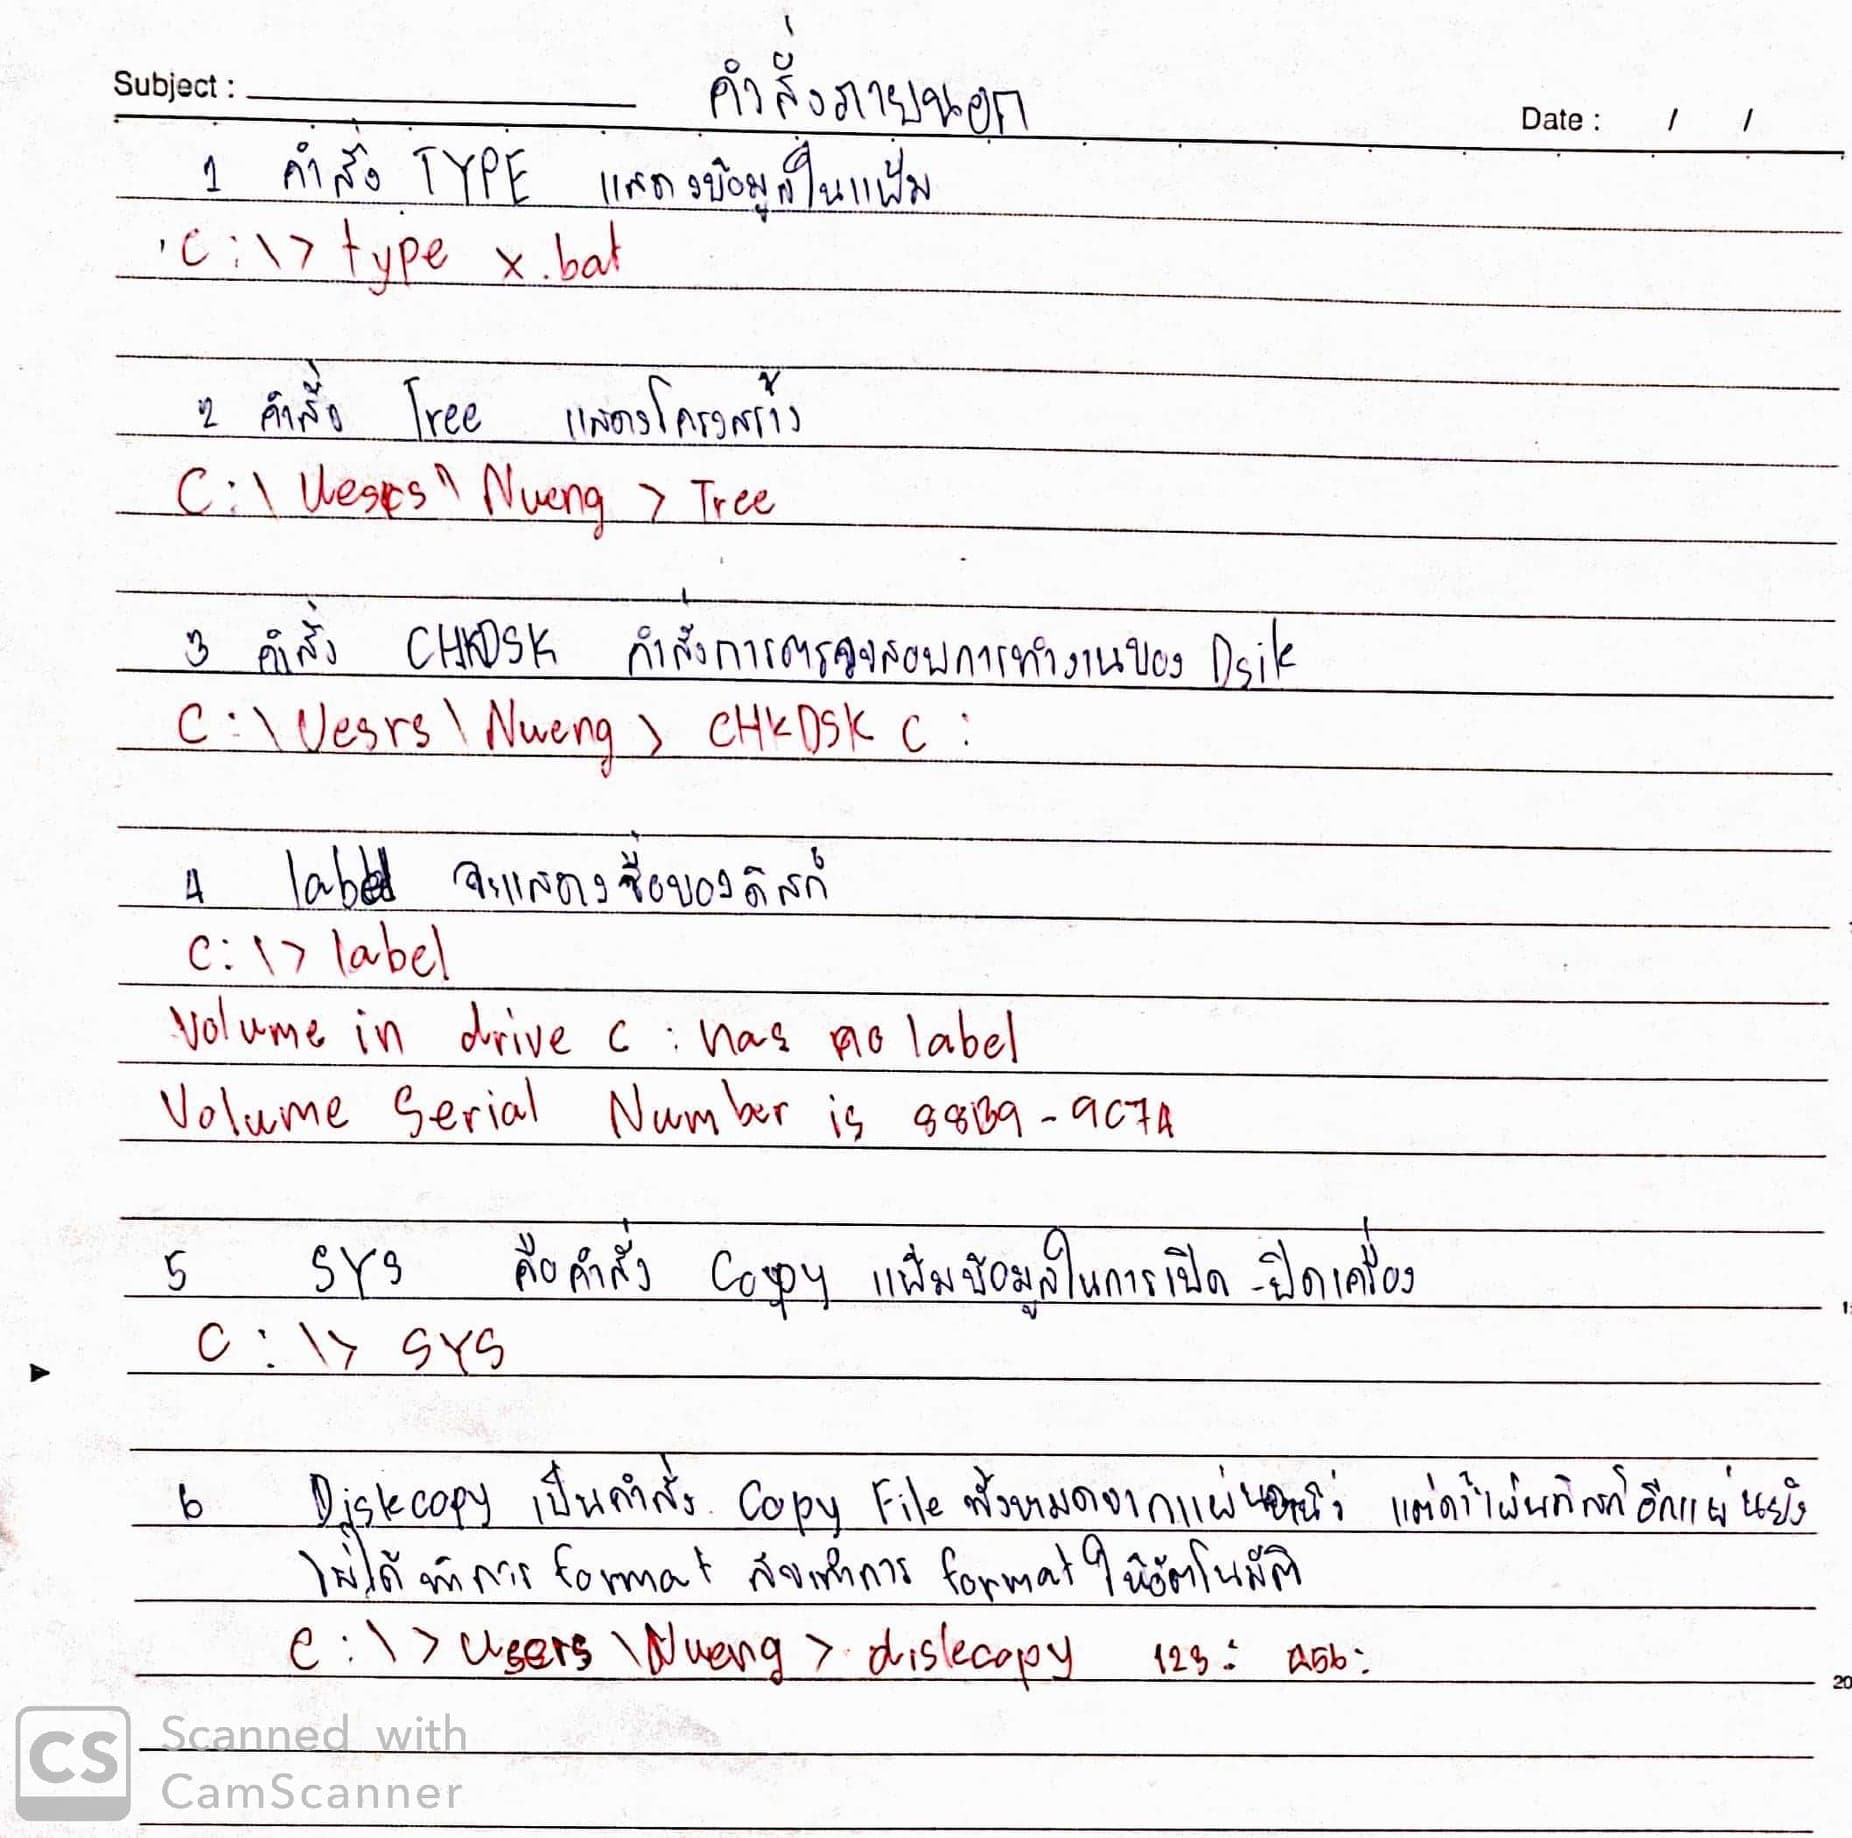 Subject :
คำสั่งภายนอก
Date : / /
1 คำสั่ง TYPE แสดงข้อมูลในแฟ้ม
C:\> type x.bat
2 คำสั่ง Tree แสดงโครงสร้าง
C:\ Uesrs \ Nueng > Tree
3 คำสั่ง CHKDSK คำสั่งการตรวจสอบการทำงานของ Dsik
C:\ Uesrs \ Nueng > CHKDSK C :
4 label จะแสดงชื่อของดิสก์
C:\> label
Volume in drive C : has no label
Volume Serial Number is 88B9-9C7A
5 SYS คือคำสั่ง Copy แฟ้มข้อมูลในการเปิด-ปิดเครื่อง
C:\> SYS
6 Diskcopy เป็นคำสั่ง Copy File ทั้งหมดจากแผ่นหนึ่ง แต่ถ้าแผ่นดิสก์อีกแผ่นยัง
ไม่ได้ทำการ format format ให้อัตโนมัติ
C:\> Users \Nueng > diskcopy 123: 456:
20
CS Scanned with
CamScanner